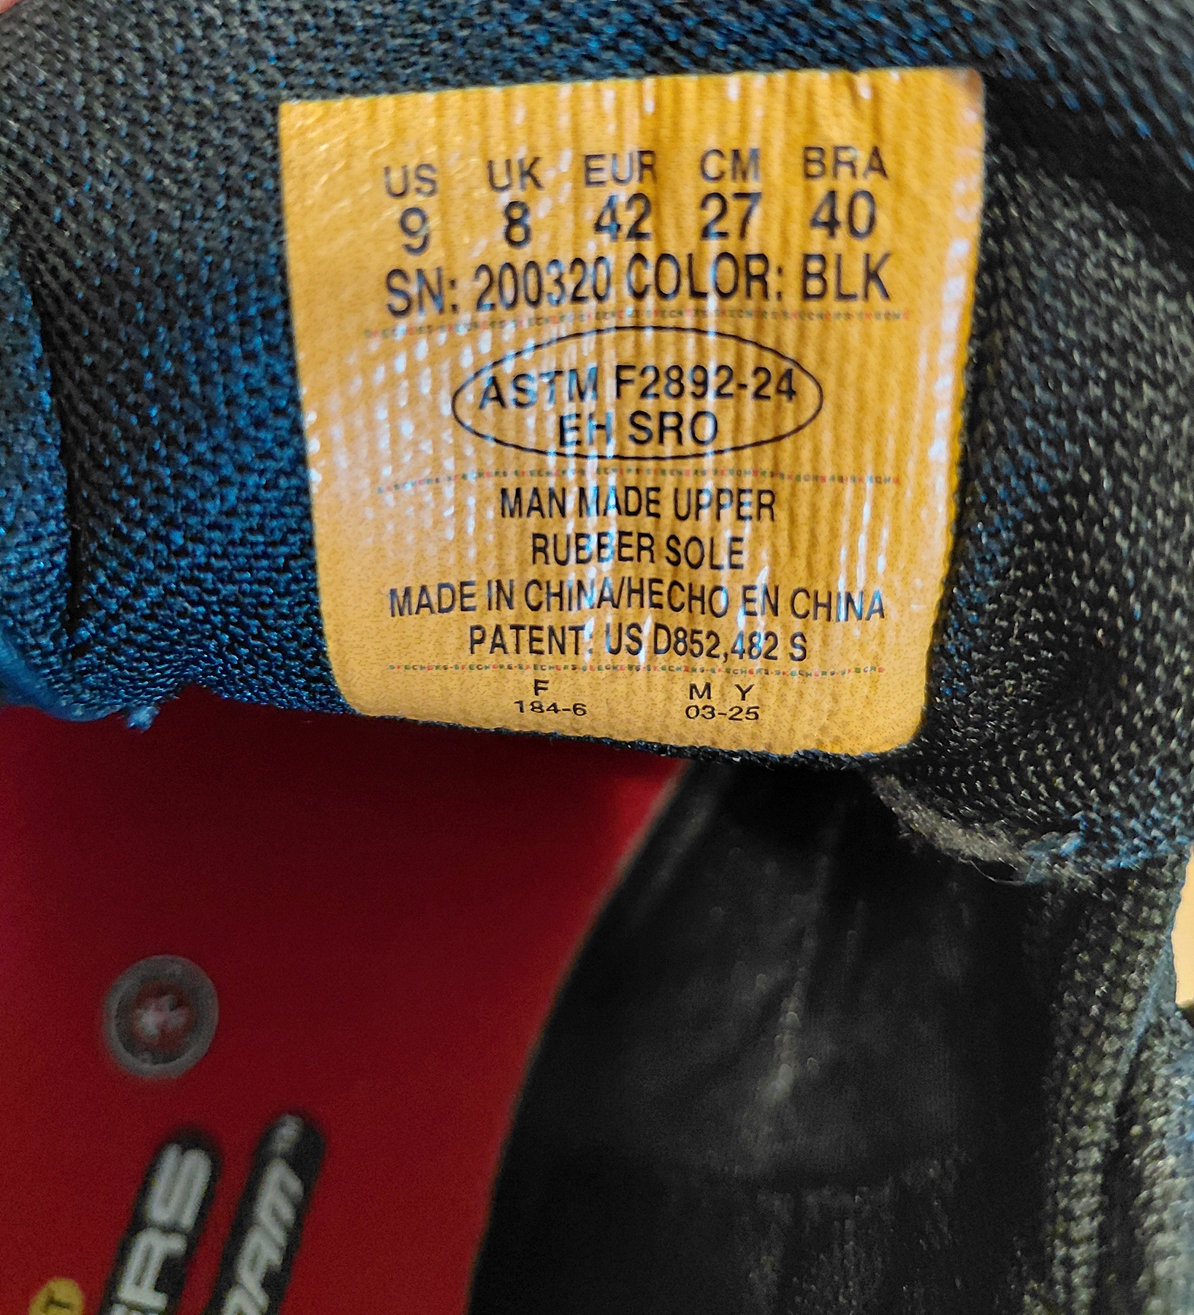 US UK EUR CM BRA
9 8 42 27 40
SN: 200320 COLOR: BLK
ASTM F2892-24
EH SRO
MAN MADE UPPER
RUBBER SOLE
MADE IN CHINA/HECHO EN CHINA
PATENT: US D852,482 S
F M Y
184-6 03-25